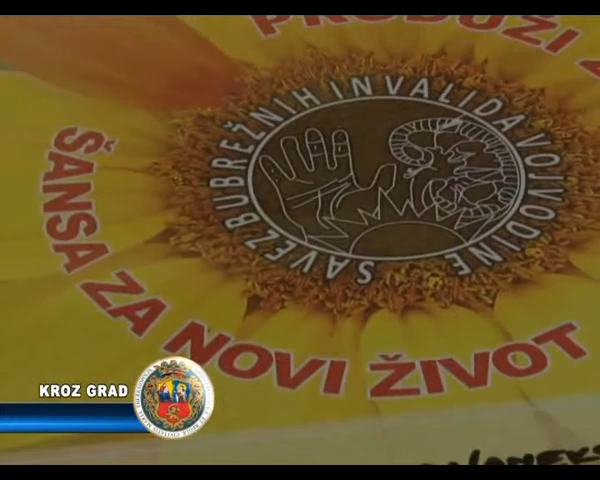 PRODUŽI
SAVEZ BUBREŽNIH INVALIDA VOJVODINE
ŠANSA ZA NOVI ŽIVOT
KROZ GRAD